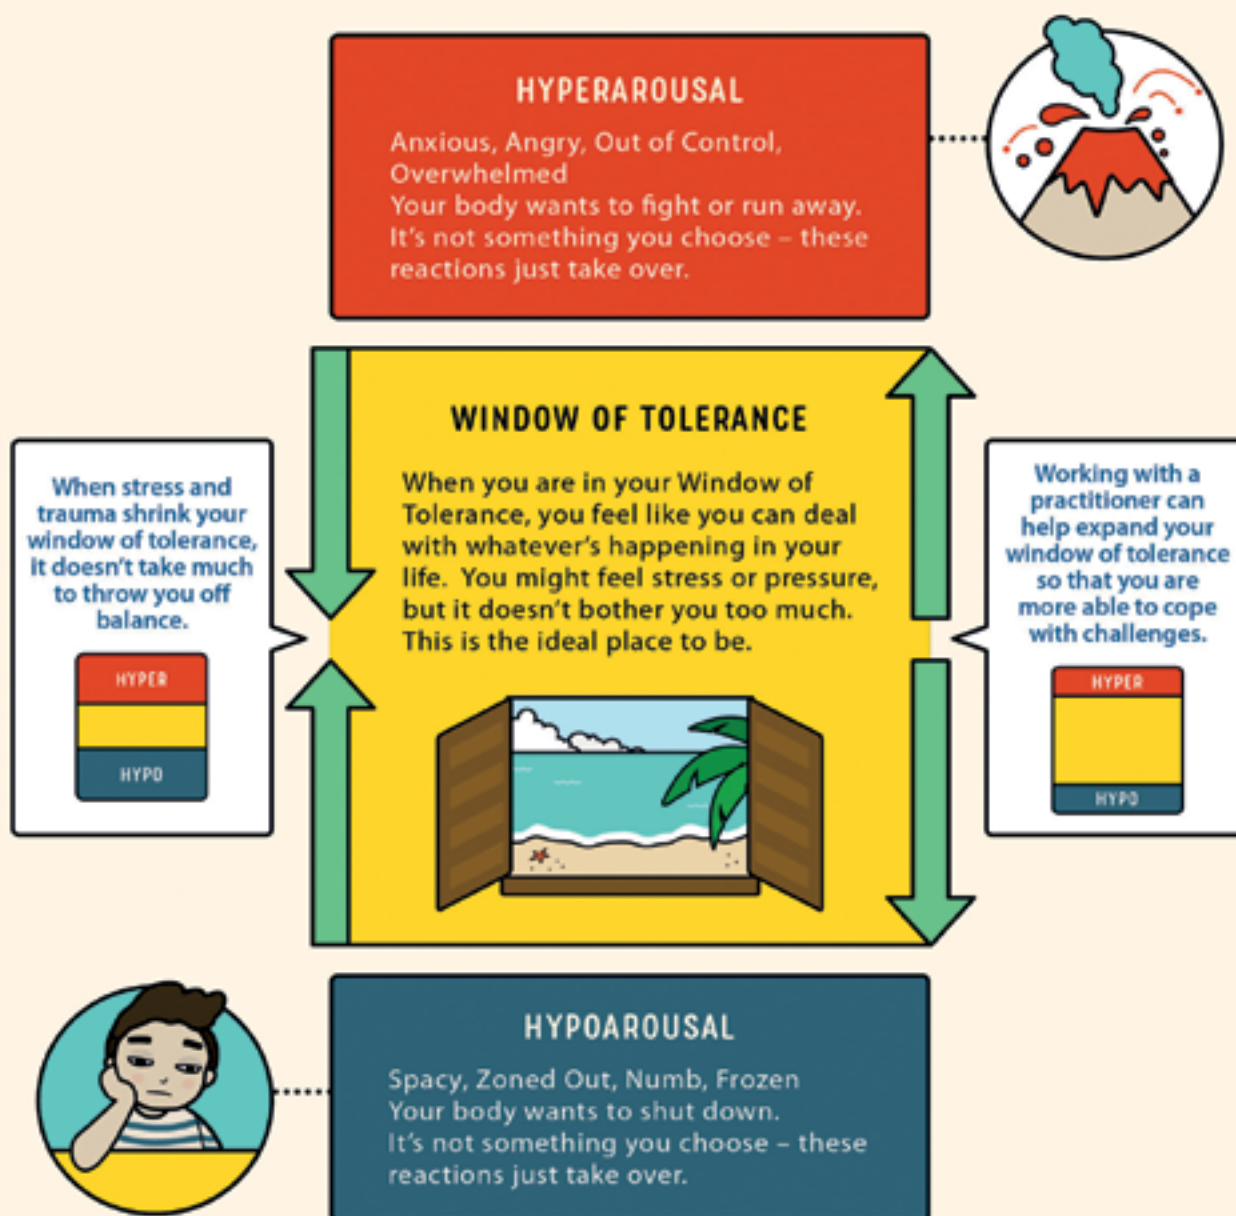 HYPERAROUSAL
Anxious, Angry, Out of Control,
Overwhelmed
Your body wants to fight or run away.
It's not something you choose – these
reactions just take over.
WINDOW OF TOLERANCE
When you are in your Window of
Tolerance, you feel like you can deal
with whatever's happening in your
life.  You might feel stress or pressure,
but it doesn't bother you too much.
This is the ideal place to be.
When stress and
trauma shrink your
window of tolerance,
it doesn't take much
to throw you off
balance.
HYPER
HYPO
Working with a
practitioner can
help expand your
window of tolerance
so that you are
more able to cope
with challenges.
HYPER
HYPO
HYPOAROUSAL
Spacy, Zoned Out, Numb, Frozen
Your body wants to shut down.
It's not something you choose – these
reactions just take over.